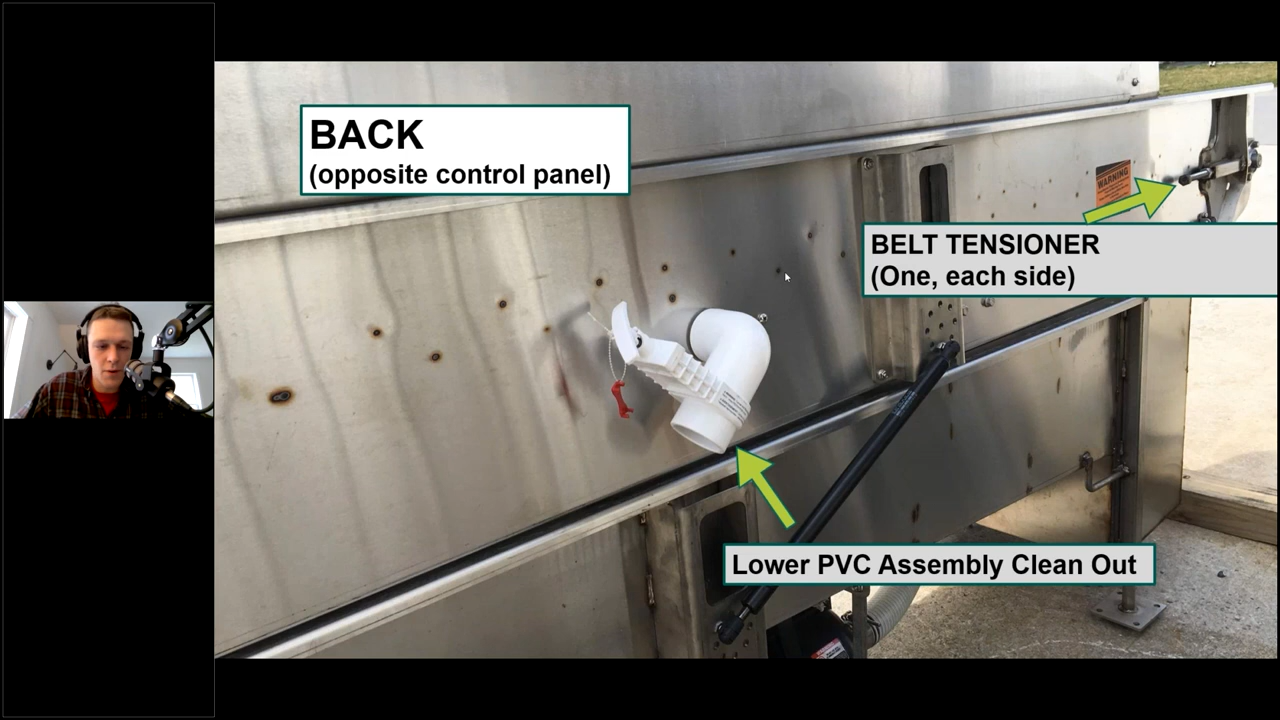 BACK
(opposite control panel)
WARNING
BELT TENSIONER
(One, each side)
Lower PVC Assembly Clean Out